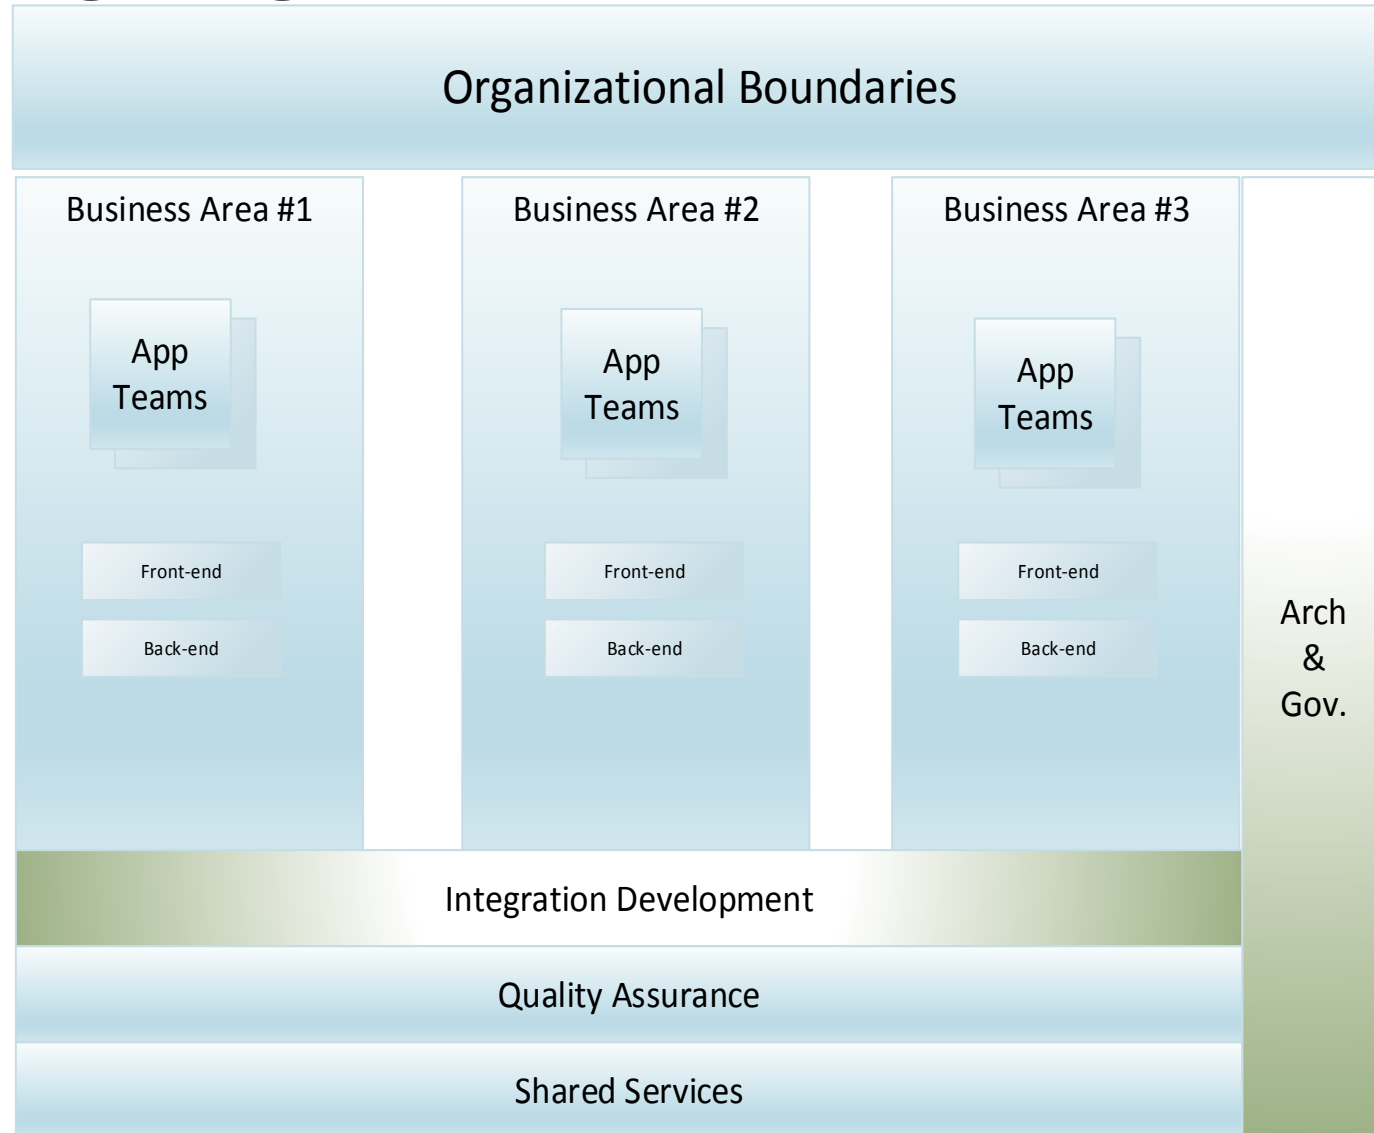 Organizational Boundaries
Business Area #1
App
Teams
Front-end
Back-end
Business Area #2
App
Teams
Front-end
Back-end
Business Area #3
App
Teams
Front-end
Back-end
Arch
&
Gov.
Integration Development
Quality Assurance
Shared Services